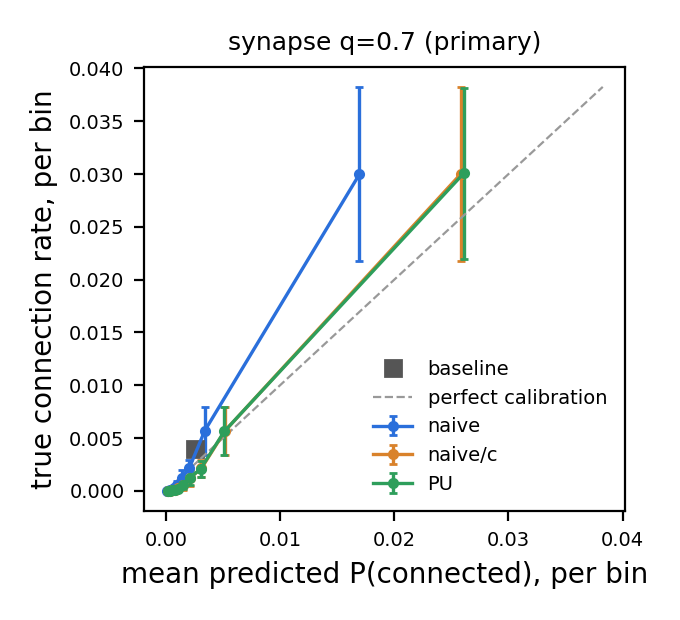 synapse q=0.7 (primary)
true connection rate, per bin
0.040
0.035
0.030
0.025
0.020
0.015
0.010
0.005
0.000
baseline
perfect calibration
naive
naive/c
PU
0.00 0.01 0.02 0.03 0.04
mean predicted P(connected), per bin